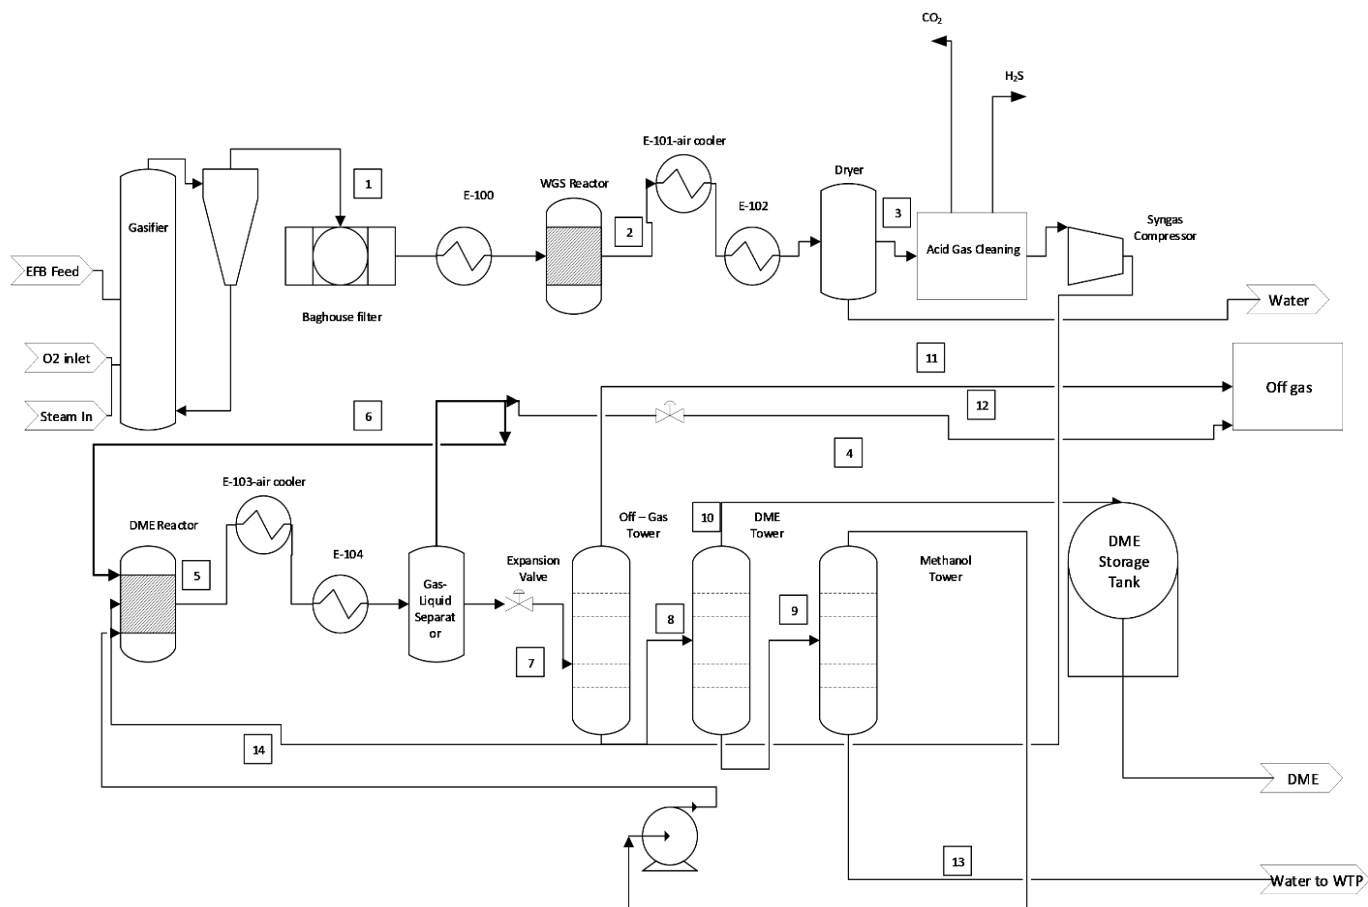 CO₂
H₂S
E-101-air cooler
Dryer
WGS Reactor
E-100
1
E-102
2
3
Syngas
Compressor
Gasifier
Acid Gas Cleaning
EFB Feed
Baghouse filter
Water
O2 inlet
11
Off gas
Steam In
6
12
4
E-103-air cooler
DME Reactor
Off – Gas
Tower
10
DME
Tower
E-104
Expansion
Valve
Methanol
Tower
DME
Storage
Tank
5
Gas-
Liquid
Separat
or
8
9
7
14
DME
13
Water to WTP